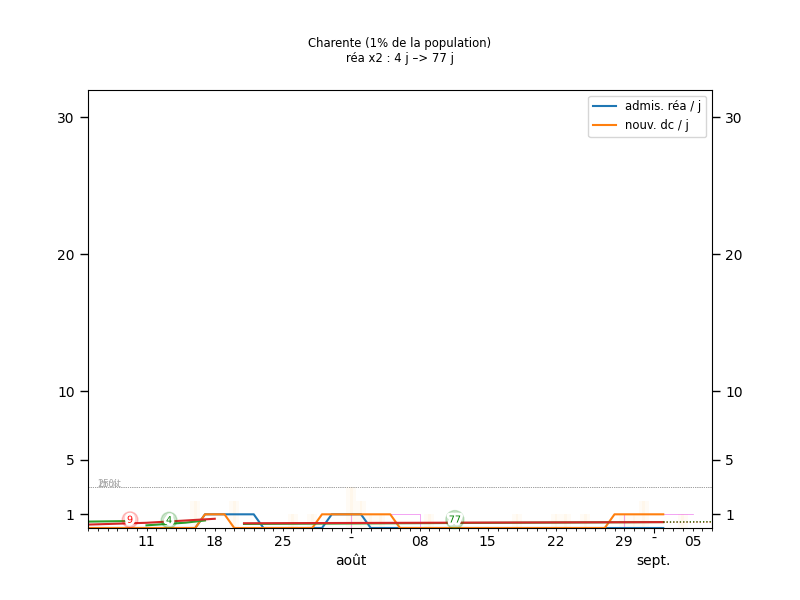 Charente (1% de la population)
réa x2 : 4 j –> 77 j
admis. réa / j
nouv. dc / j
30 30
20 20
10 10
5 5
1 1
9 4 77
11 18 25 - 08 15 22 29 - 05
août sept.